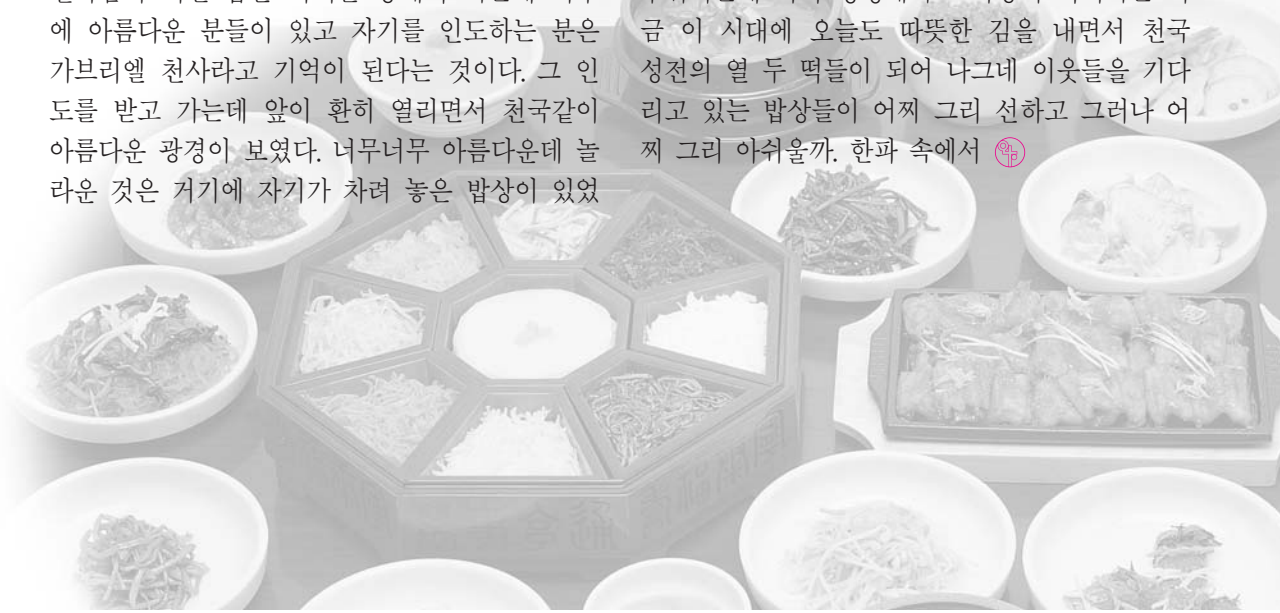 에 아름다운 분들이 있고 자기를 인도하는 분은
가브리엘 천사라고 기억이 된다는 것이다. 그 인
도를 받고 가는데 앞이 환히 열리면서 천국같이
아름다운 광경이 보였다. 너무너무 아름다운데 놀
라운 것은 거기에 자기가 차려 놓은 밥상이 있었
금 이 시대에 오늘도 따뜻한 김을 내면서 천국
성전의 열 두 떡들이 되어 나그네 이웃들을 기다
리고 있는 밥상들이 어찌 그리 선하고 그러나 어
찌 그리 아쉬울까. 한파 속에서